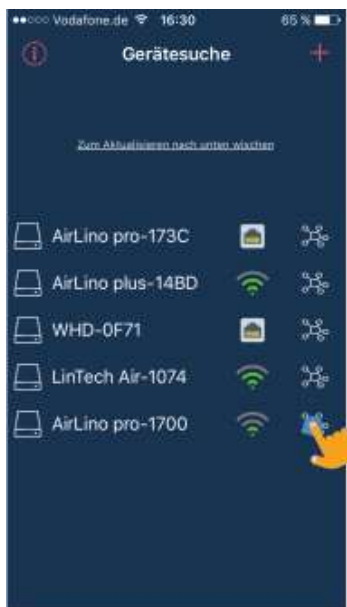 Vodafone.de 16:30 65 %
Gerätesuche
Zum Aktualisieren nach unten wischen
AirLino pro-173C
AirLino plus-14BD
WHD-0F71
LinTech Air-1074
AirLino pro-1700